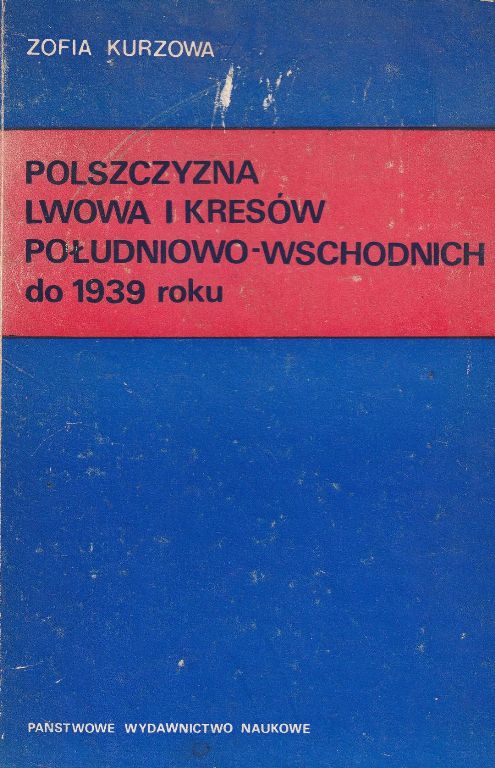 ZOFIA KURZOWA
POLSZCZYZNA
LWOWA I KRESÓW
POŁUDNIOWO-WSCHODNICH
do 1939 roku
PAŃSTWOWE WYDAWNICTWO NAUKOWE